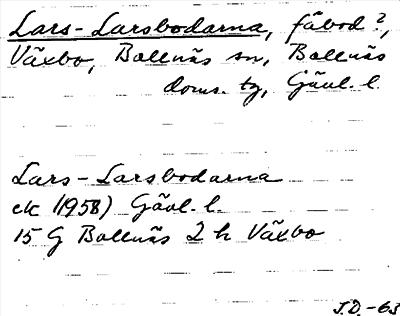 Lars-Larsbodarna, fäbod?,
Växbo, Bollnäs sn, Bollnäs
doms. tg, Gävl. l.
Lars-Larsbodarna
ek (1958) Gävl. l.
15 G Bollnäs 2 h Växbo
J.D.-63